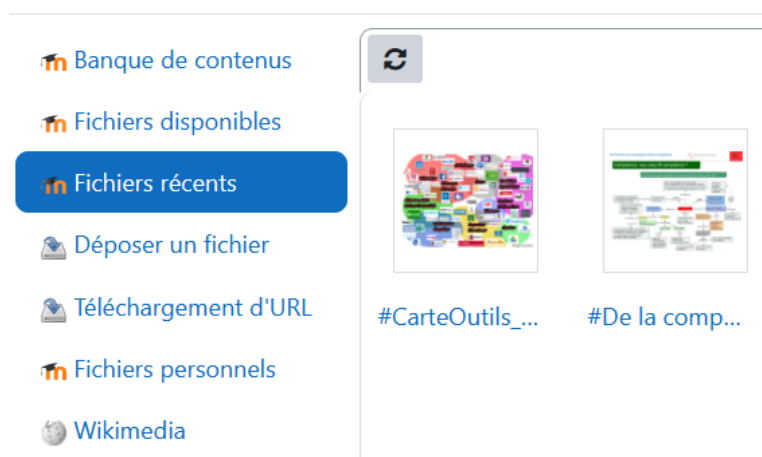 Banque de contenus
Fichiers disponibles
Fichiers récents
Déposer un fichier
Téléchargement d'URL
Fichiers personnels
Wikimedia
#CarteOutils_...
#De la comp...